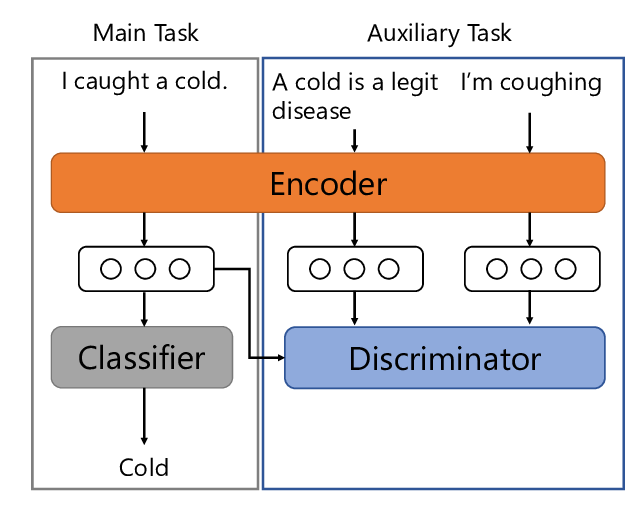 Main Task
Auxiliary Task
I caught a cold.
A cold is a legit
disease
I'm coughing
Encoder
Classifier
Discriminator
Cold